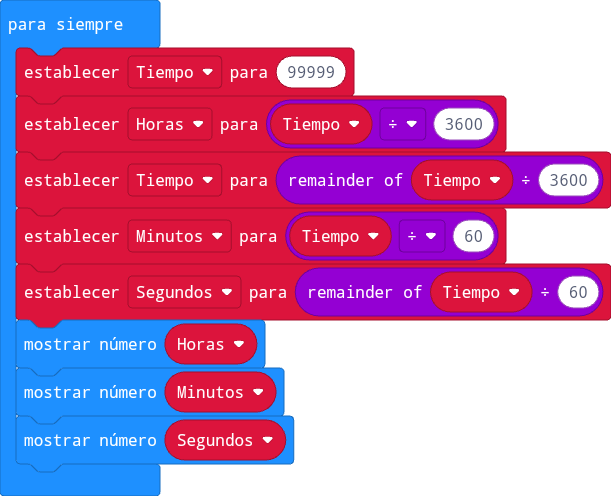 para siempre
establecer Tiempo para 99999
establecer Horas para Tiempo ÷ 3600
establecer Tiempo para remainder of Tiempo ÷ 3600
establecer Minutos para Tiempo ÷ 60
establecer Segundos para remainder of Tiempo ÷ 60
mostrar número Horas
mostrar número Minutos
mostrar número Segundos